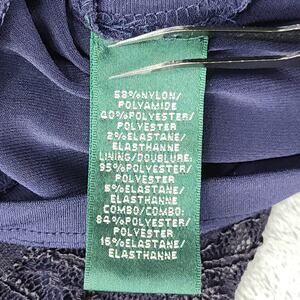 58%NYLON/
POLYAMIDE
40%POLYESTER/
POLYESTER
2%ELASTANE/
ELASTHANNE
LINING/DOUBLURE:
95%POLYESTER/
POLYESTER
5%ELASTANE/
ELASTHANNE
COMBO/COMBO:
84%POLYESTER/
POLYESTER
16%ELASTANE/
ELASTHANNE